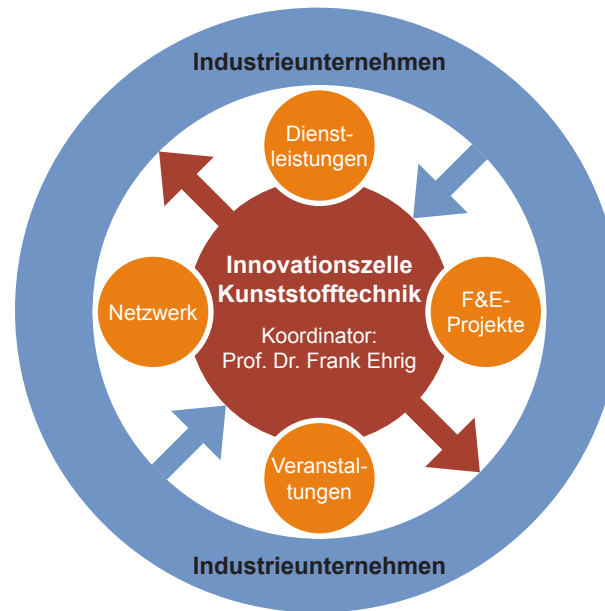 Industrieunternehmen
Dienst-
leistungen
Innovationszelle
Kunststofftechnik
Koordinator:
Prof. Dr. Frank Ehrig
Netzwerk
F&E-
Projekte
Veranstal-
tungen
Industrieunternehmen